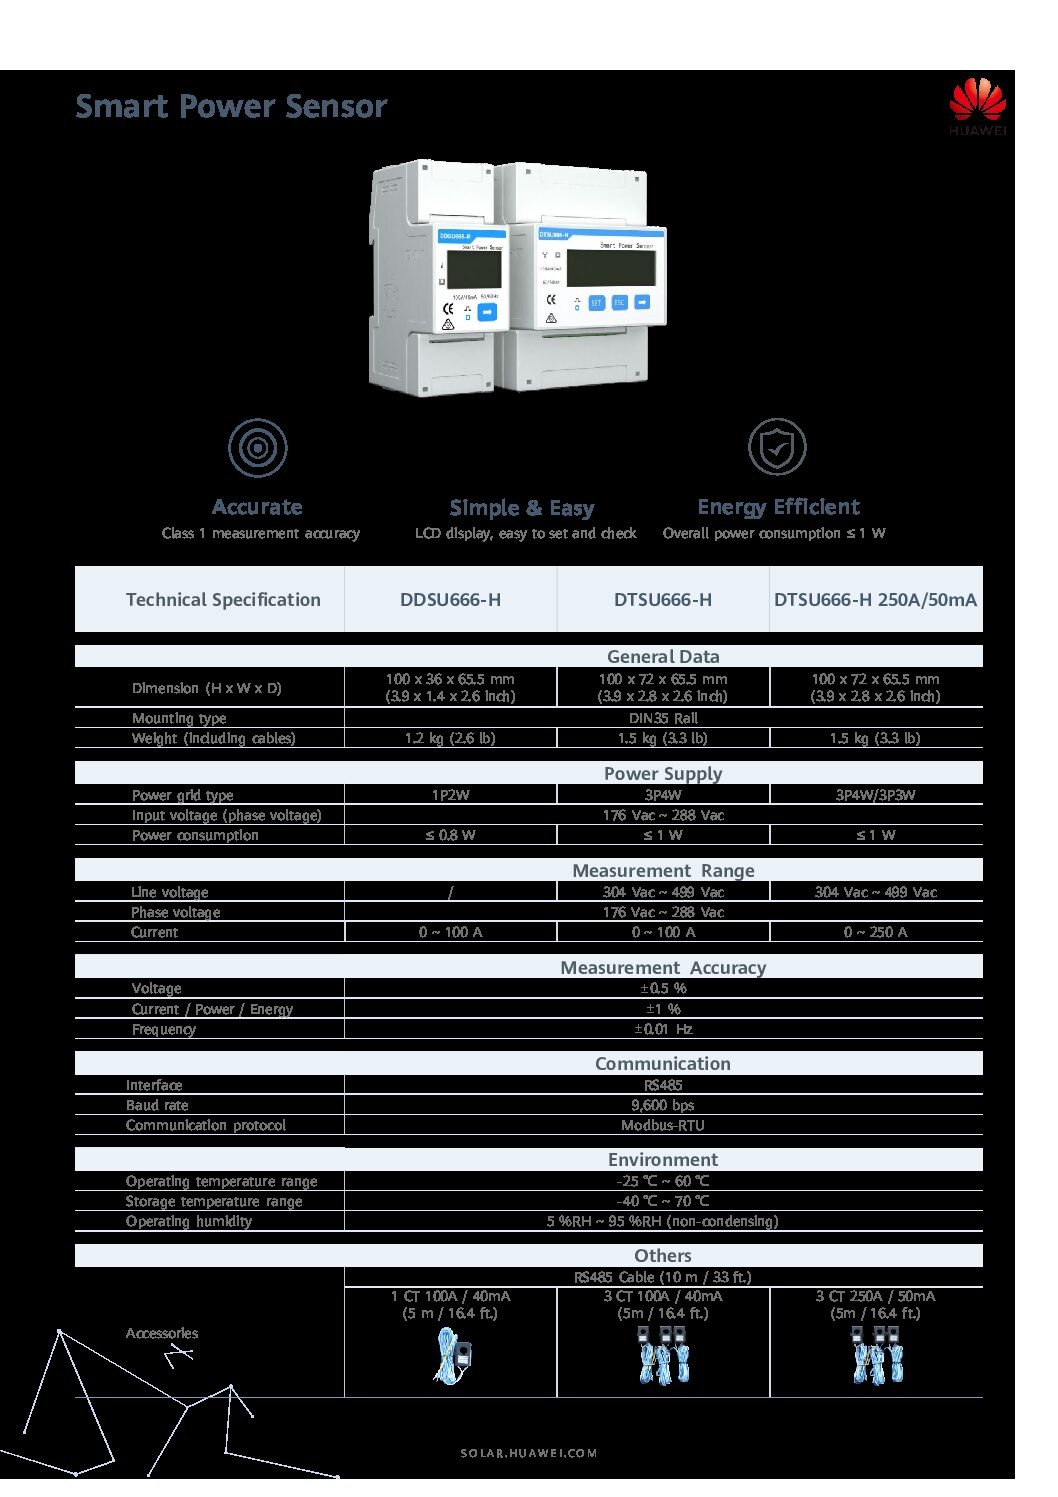 Smart Power Sensor
HUAWEI
DDSU666-H
Smart Power Sensor
DTSU666-H
Smart Power Sensor
CE
CE
SET
ESC
Accurate
Simple & Easy
Energy Efficient
Class 1 measurement accuracy
LCD display, easy to set and check
Overall power consumption ≤ 1 W
Technical Specification DDSU666-H DTSU666-H DTSU666-H 250A/50mA
General Data
Dimension (H x W x D) 100 x 36 x 65.5 mm 100 x 72 x 65.5 mm 100 x 72 x 65.5 mm
(3.9 x 1.4 x 2.6 inch) (3.9 x 2.8 x 2.6 inch) (3.9 x 2.8 x 2.6 inch)
Mounting type DIN35 Rail
Weight (including cables) 1.2 kg (2.6 lb) 1.5 kg (3.3 lb) 1.5 kg (3.3 lb)
Power Supply
Power grid type 1P2W 3P4W 3P4W/3P3W
Input voltage (phase voltage) 176 Vac ~ 288 Vac
Power consumption ≤ 0.8 W ≤ 1 W ≤ 1 W
Measurement Range
Line voltage / 304 Vac ~ 499 Vac 304 Vac ~ 499 Vac
Phase voltage 176 Vac ~ 288 Vac
Current 0 ~ 100 A 0 ~ 100 A 0 ~ 250 A
Measurement Accuracy
Voltage ±0.5 %
Current / Power / Energy ±1 %
Frequency ±0.01 Hz
Communication
Interface RS485
Baud rate 9,600 bps
Communication protocol Modbus-RTU
Environment
Operating temperature range -25 ℃ ~ 60 ℃
Storage temperature range -40 ℃ ~ 70 ℃
Operating humidity 5 %RH ~ 95 %RH (non-condensing)
Others
RS485 Cable (10 m / 33 ft.)
1 CT 100A / 40mA 3 CT 100A / 40mA 3 CT 250A / 50mA
(5 m / 16.4 ft.) (5m / 16.4 ft.) (5m / 16.4 ft.)
Accessories
SOLAR.HUAWEI.COM